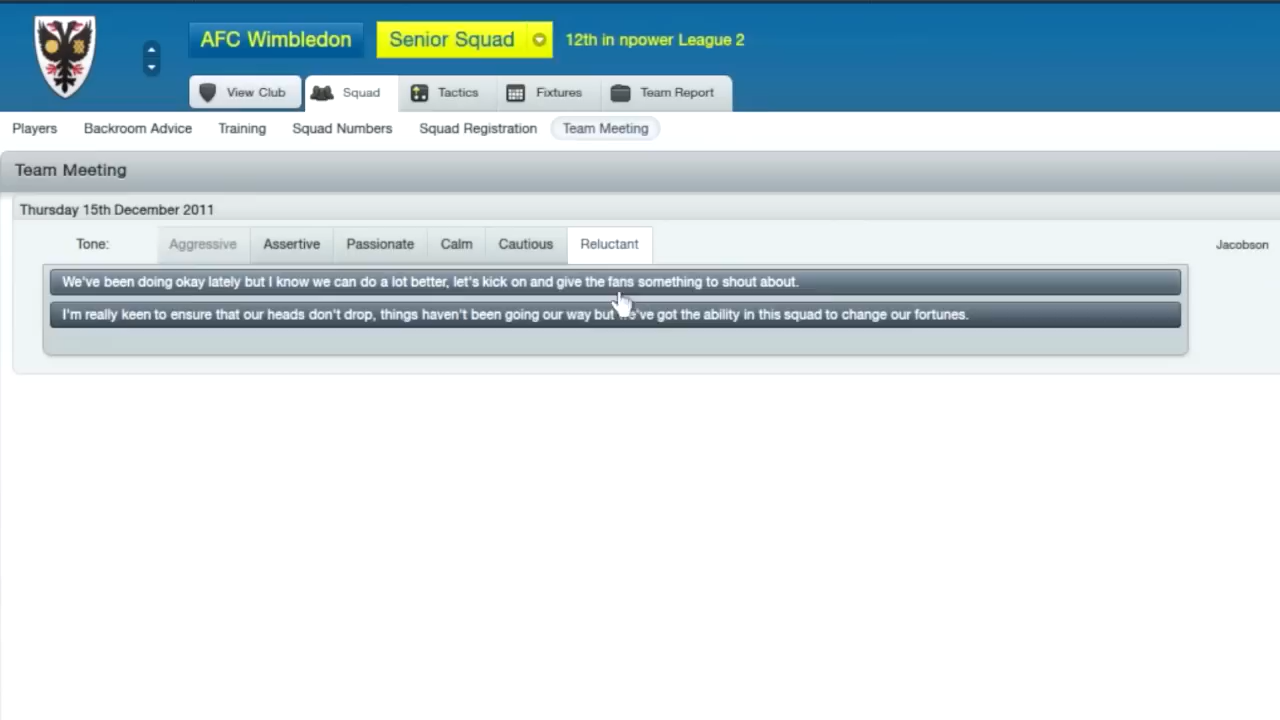 AFC Wimbledon
Senior Squad
12th in npower League 2
View Club
Squad
Tactics
Fixtures
Team Report
Players
Backroom Advice
Training
Squad Numbers
Squad Registration
Team Meeting
Team Meeting
Thursday 15th December 2011
Tone:
Aggressive
Assertive
Passionate
Calm
Cautious
Reluctant
Jacobson
We've been doing okay lately but I know we can do a lot better, let's kick on and give the fans something to shout about.
I'm really keen to ensure that our heads don't drop, things haven't been going our way but we've got the ability in this squad to change our fortunes.